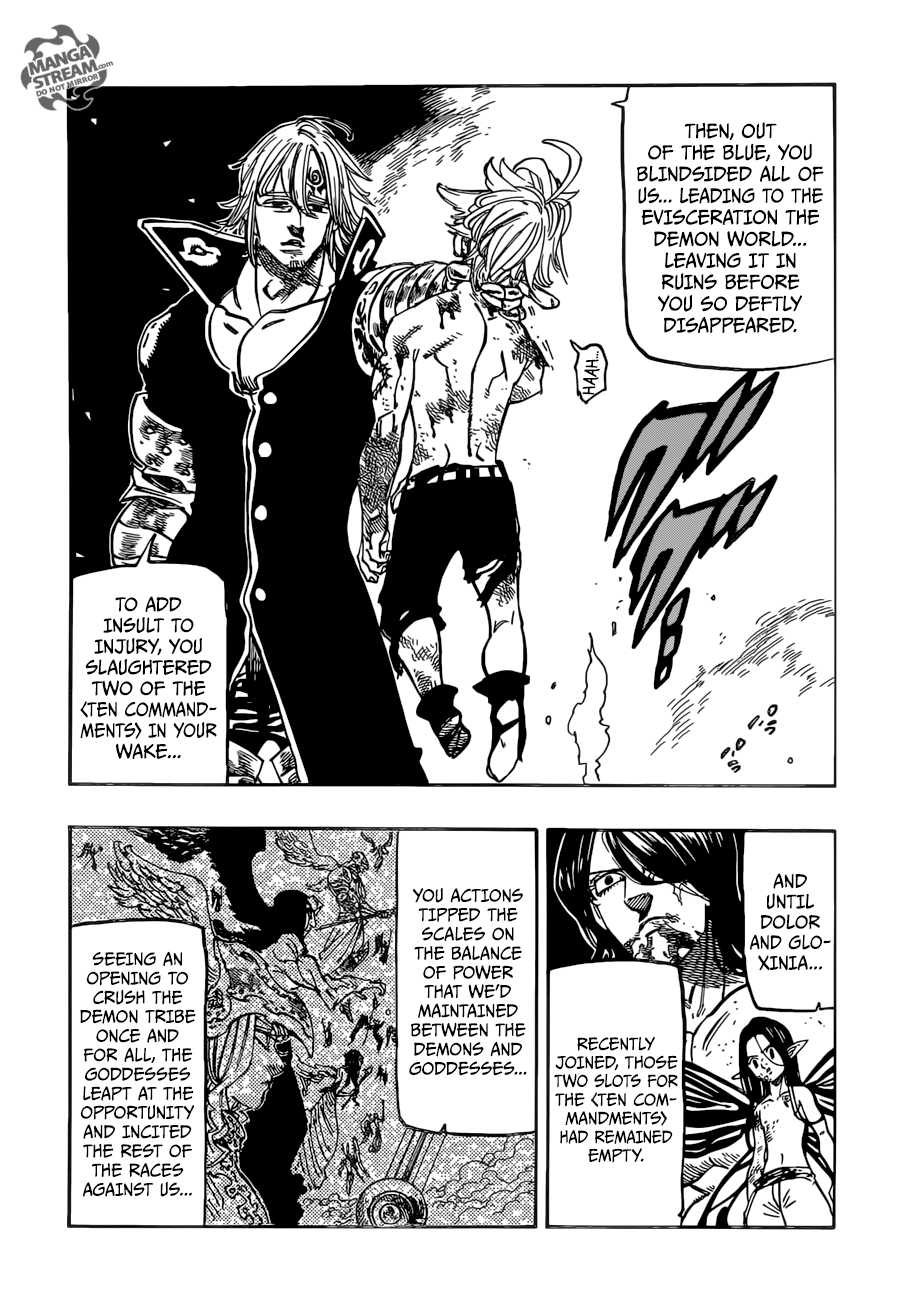 MANGA
STREAM.com
DO NOT MIRROR
THEN, OUT
OF THE BLUE, YOU
BLINDSIDED ALL OF
US... LEADING TO THE
EVISCERATION THE
DEMON WORLD...
LEAVING IT IN
RUINS BEFORE
YOU SO DEFTLY
DISAPPEARED.
HAAH...
グッ
グッ
TO ADD
INSULT TO
INJURY, YOU
SLAUGHTERED
TWO OF THE
<TEN COMMAND-
MENTS> IN YOUR
WAKE...
AND
UNTIL
DOLOR
AND GLO-
XINIA...
RECENTLY
JOINED, THOSE
TWO SLOTS FOR
THE <TEN COM-
MANDMENTS>
HAD REMAINED
EMPTY.
YOU ACTIONS
TIPPED THE
SCALES ON
THE BALANCE
OF POWER
THAT WE'D
MAINTAINED
BETWEEN THE
DEMONS AND
GODDESSES...
SEEING AN
OPENING TO
CRUSH THE
DEMON TRIBE
ONCE AND
FOR ALL, THE
GODDESSES
LEAPT AT THE
OPPORTUNITY
AND INCITED
THE REST OF
THE RACES
AGAINST US...